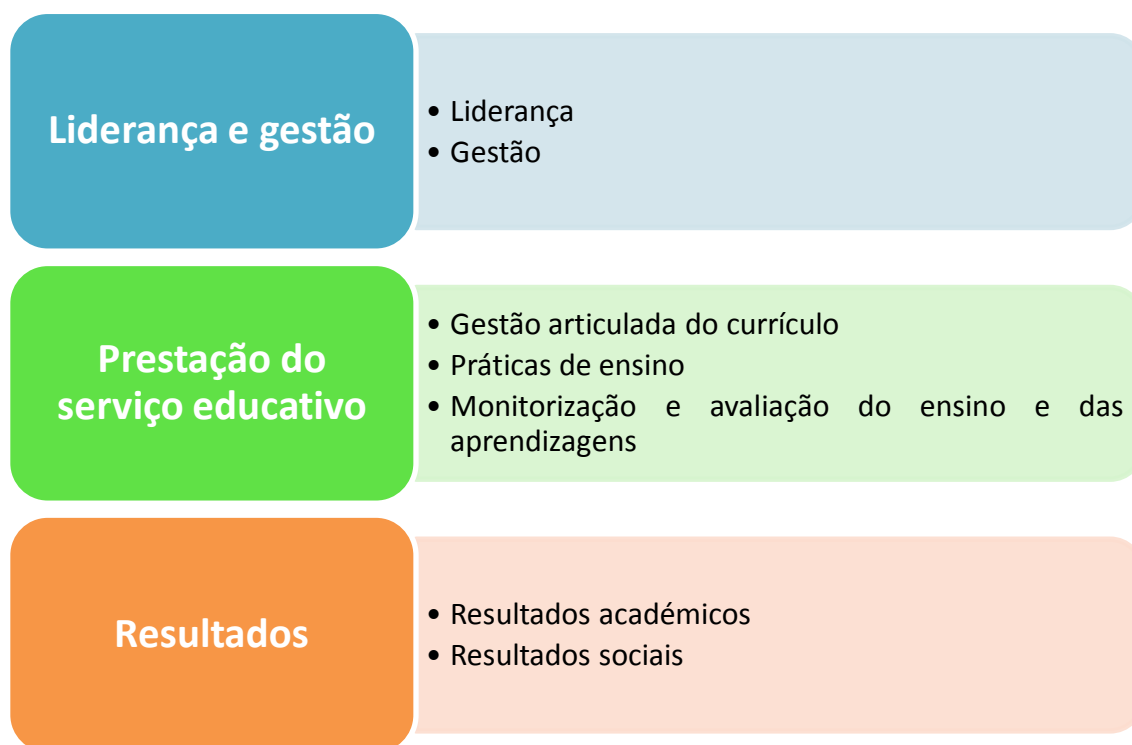 Liderança e gestão
• Liderança
• Gestão
Prestação do
serviço educativo
• Gestão articulada do currículo
• Práticas de ensino
• Monitorização e avaliação do ensino e das
aprendizagens
Resultados
• Resultados académicos
• Resultados sociais